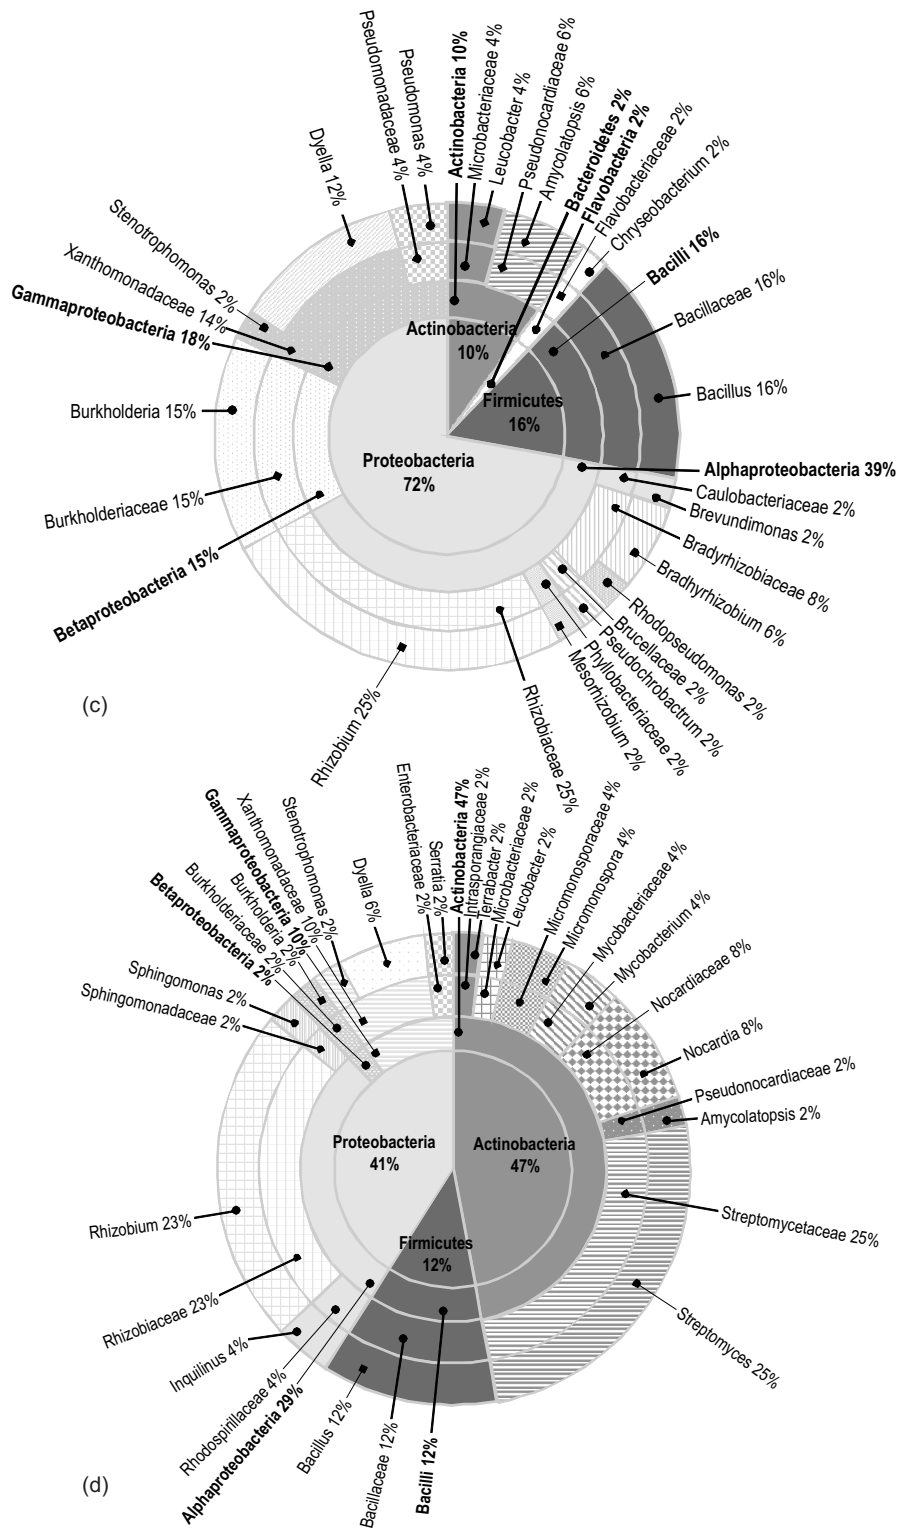 Pseudomonadaceae 4%
Pseudomonas 4%
Actinobacteria 10%
Microbacteriaceae 4%
Leucobacter 4%
Pseudonocardiaceae 6%
Amycolatopsis 6%
Bacteroidetes 2%
Flavobacteria 2%
Flavobacteriaceae 2%
Chryseobacterium 2%
Bacilli 16%
Bacillaceae 16%
Bacillus 16%
Alphaproteobacteria 39%
Caulobacteriaceae 2%
Brevundimonas 2%
Bradyrhizobiaceae 8%
Bradhyrhizobium 6%
Rhodopseudomonas 2%
Brucellaceae 2%
Pseudochrobactrum 2%
Phyllobacteriaceae 2%
Mesorhizobium 2%
Rhizobiaceae 25%
Rhizobium 25%
Betaproteobacteria 15%
Burkholderiaceae 15%
Burkholderia 15%
Gammaproteobacteria 18%
Xanthomonadaceae 14%
Stenotrophomonas 2%
Dyella 12%
Actinobacteria
10%
Firmicutes
16%
Proteobacteria
72%
(c)
Enterobacteriaceae 2%
Serratia 2%
Actinobacteria 47%
Intrasporangiaceae 2%
Terrabacter 2%
Microbacteriaceae 2%
Leucobacter 2%
Micromonosporaceae 4%
Micromonospora 4%
Mycobacteriaceae 4%
Mycobacterium 4%
Nocardiaceae 8%
Nocardia 8%
Pseudonocardiaceae 2%
Amycolatopsis 2%
Streptomycetaceae 25%
Streptomyces 25%
Bacilli 12%
Bacillaceae 12%
Bacillus 12%
Alphaproteobacteria 29%
Rhodospirillaceae 4%
Inquilinus 4%
Rhizobiaceae 23%
Rhizobium 23%
Sphingomonadaceae 2%
Sphingomonas 2%
Betaproteobacteria 2%
Burkholderiaceae 2%
Burkholderia 2%
Gammaproteobacteria 10%
Xanthomonadaceae 10%
Stenotrophomonas 2%
Dyella 6%
Proteobacteria
41%
Actinobacteria
47%
Firmicutes
12%
(d)